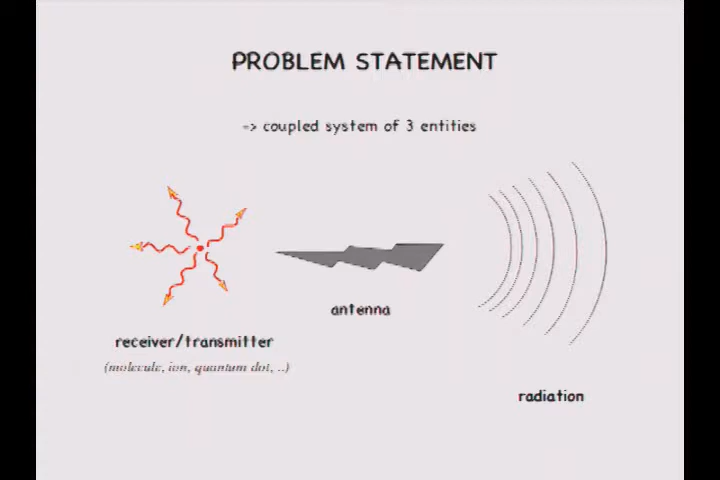 PROBLEM STATEMENT
=> coupled system of 3 entities
antenna
receiver/transmitter
(molecule, ion, quantum dot, ..)
radiation